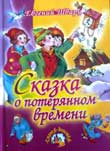 Евгений Шварц
Сказка
о потерянном
времени